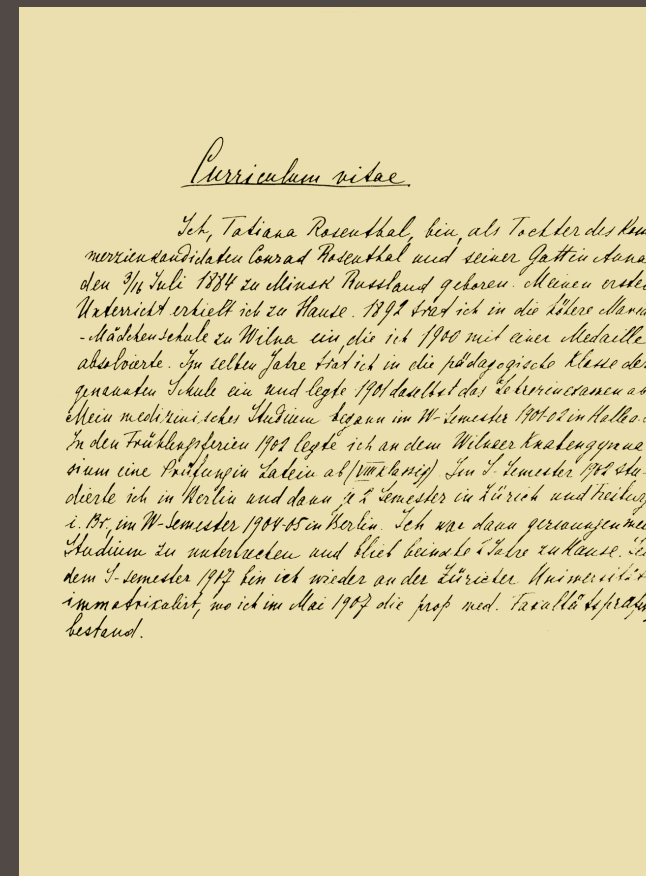 Curriculum vitae
Ich, Tatiana Rosenthal, bin, als Tochter des Kom
merzienkandidaten Conrad Rosenthal und seiner Gattin Anna
den 3/16 Juli 1884 zu Minsk Russland geboren. Meinen ersten
Unterricht erhielt ich zu Hause. 1892 trat ich in die höhere
-Mädchenschule zu Wilna ein, die ich 1900 mit einer Medaille
absolvierte. Im selben Jahre trat ich in die pädagogische Klasse der
genannten Schule ein und legte 1901 daselbst das Lehrerinexamen ab
Mein medizinisches Studium begann im W-Semester 1901-02 in Halle a.
In den Frühlingsferien 1902 legte ich an dem Wilnaer Knabengymna
sium eine Prüfung in Latein ab (VIII klassig) Im S-Semester 1902 stu-
dierte ich in Berlin und dann je 2 Semester in Zürich und Freiburg
i. Br, im W-Semester 1904-05 in Berlin. Ich war dann gezwungen mei
Studium zu unterbrechen und blieb beinahe 2 Jahre zu Hause. Sei
dem S-semester 1907 bin ich wieder an der Züricher Universität
immatrikulirt, wo ich im Mai 1907 die prop med. Fakultätsprüfu
bestand.